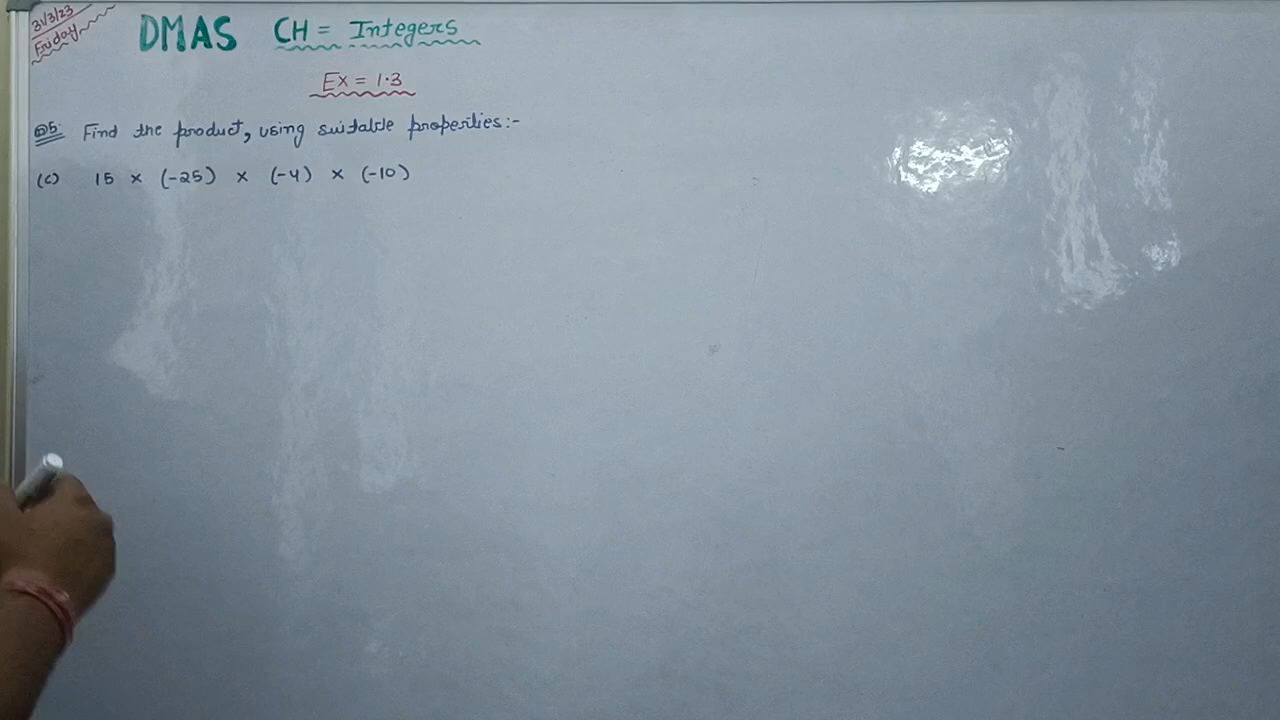 31/3/23
Friday
DMAS CH = Integers
Ex = 1.3
Q5. Find the product, using suitable properties:-
(c) 15 × (-25) × (-4) × (-10)